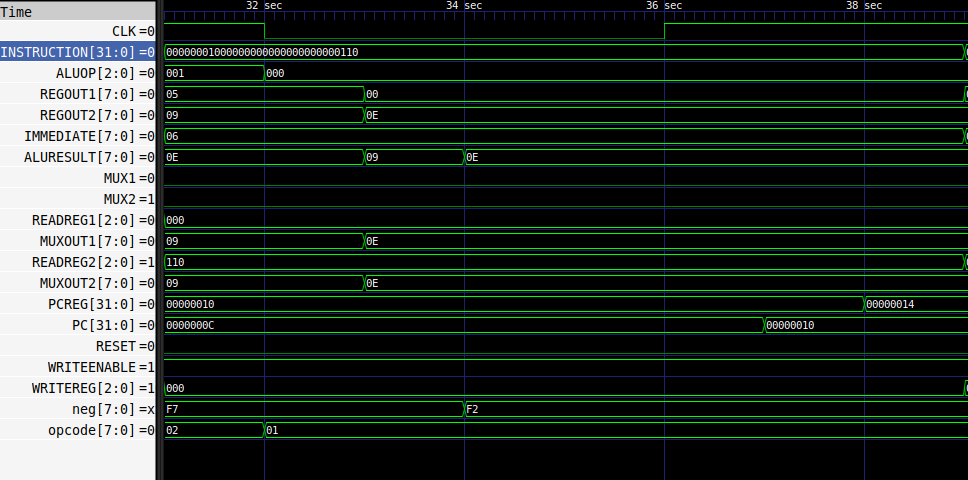 Time 32 sec 34 sec 36 sec 38 sec
CLK =0
INSTRUCTION[31:0] =0 00000001000000000000000000000110
ALUOP[2:0] =0 001 000
REGOUT1[7:0] =0 05 00
REGOUT2[7:0] =0 09 0E
IMMEDIATE[7:0] =0 06
ALURESULT[7:0] =0 0E 09 0E
MUX1 =0
MUX2 =1
READREG1[2:0] =0 000
MUXOUT1[7:0] =0 09 0E
READREG2[2:0] =1 110
MUXOUT2[7:0] =0 09 0E
PCREG[31:0] =0 00000010 00000014
PC[31:0] =0 0000000C 00000010
RESET =0
WRITEENABLE =1
WRITEREG[2:0] =1 000
neg[7:0] =x F7 F2
opcode[7:0] =0 02 01